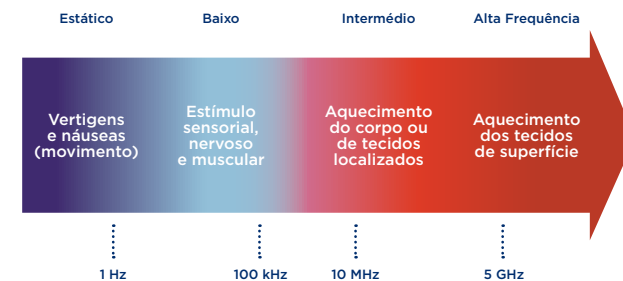 Estático
Baixo
Intermédio
Alta Frequência
Vertigens
e náuseas
(movimento)
Estímulo
sensorial,
nervoso
e muscular
Aquecimento
do corpo ou
de tecidos
localizados
Aquecimento
dos tecidos
de superfície
1 Hz
100 kHz
10 MHz
5 GHz